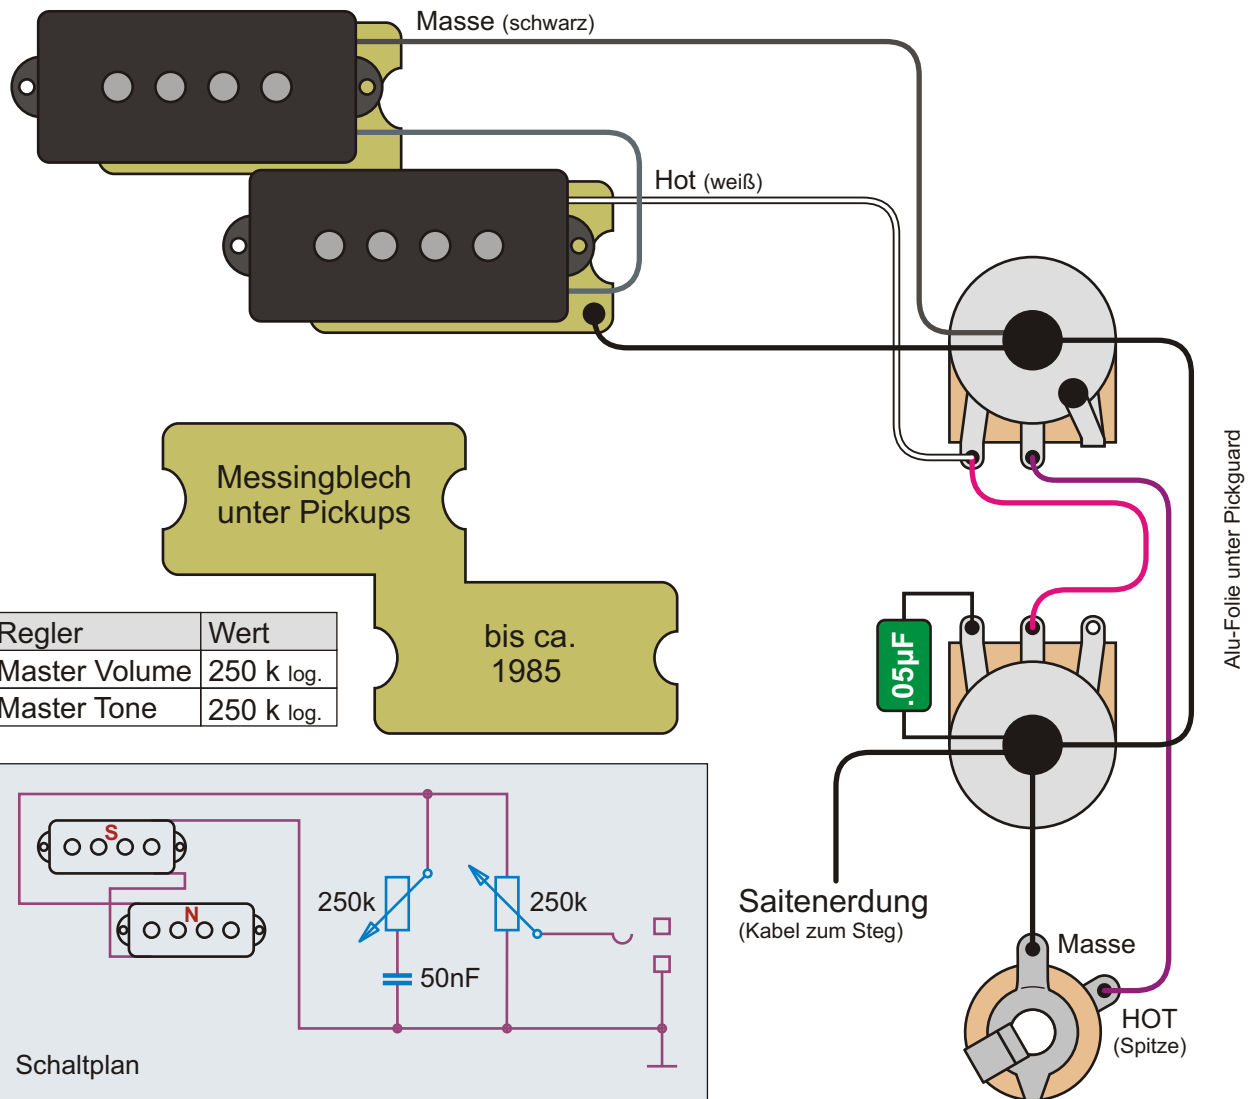 Masse (schwarz)
Hot (weiß)
Messingblech
unter Pickups
bis ca.
1985
Regler Wert
Master Volume 250 k log.
Master Tone 250 k log.
.05µF
Alu-Folie unter Pickguard
S
N
250k
250k
50nF
Schaltplan
Saitenerdung
(Kabel zum Steg)
Masse
HOT
(Spitze)